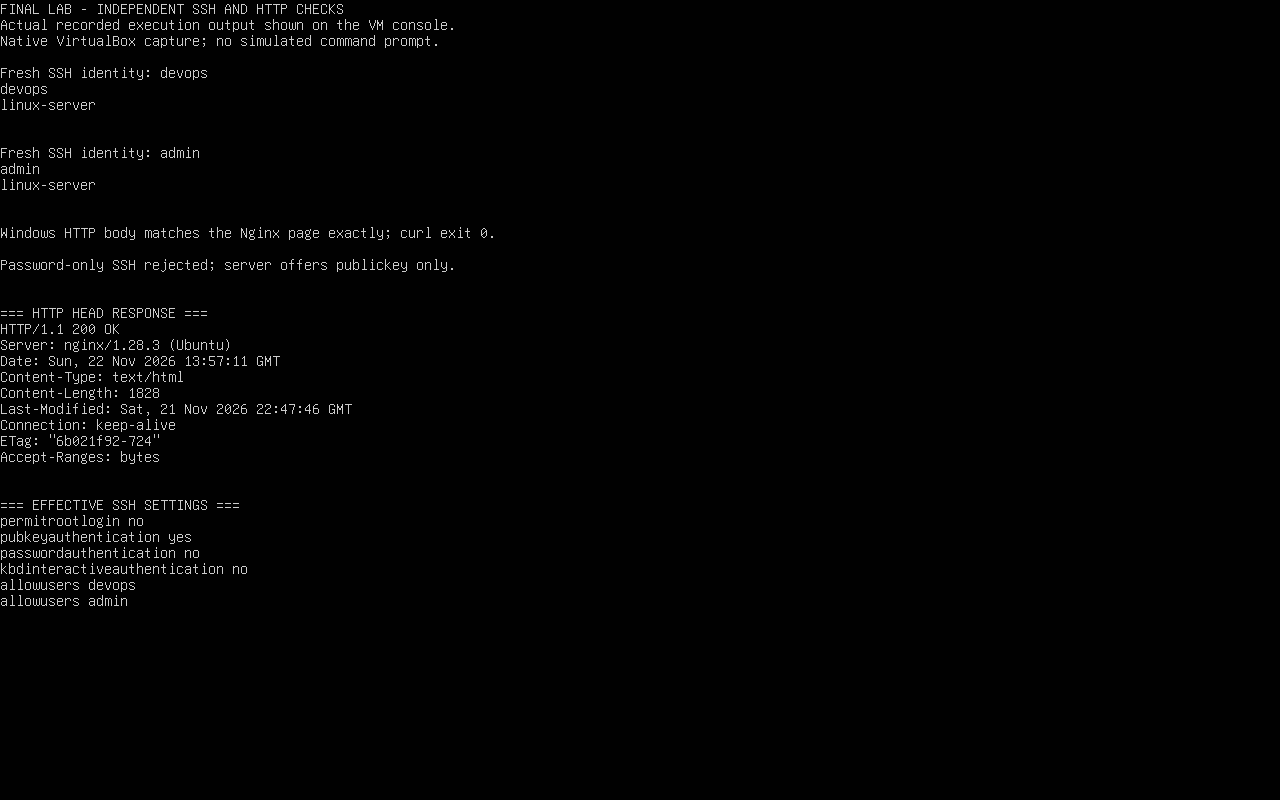 FINAL LAB - INDEPENDENT SSH AND HTTP CHECKS
Actual recorded execution output shown on the VM console.
Native VirtualBox capture; no simulated command prompt.
Fresh SSH identity: devops
devops
linux-server
Fresh SSH identity: admin
admin
linux-server
Windows HTTP body matches the Nginx page exactly; curl exit 0.
Password-only SSH rejected; server offers publickey only.
=== HTTP HEAD RESPONSE ===
HTTP/1.1 200 OK
Server: nginx/1.28.3 (Ubuntu)
Date: Sun, 22 Nov 2026 13:57:11 GMT
Content-Type: text/html
Content-Length: 1828
Last-Modified: Sat, 21 Nov 2026 22:47:46 GMT
Connection: keep-alive
ETag: "6b021f92-724"
Accept-Ranges: bytes
=== EFFECTIVE SSH SETTINGS ===
permitrootlogin no
pubkeyauthentication yes
passwordauthentication no
kbdinteractiveauthentication no
allowusers devops
allowusers admin